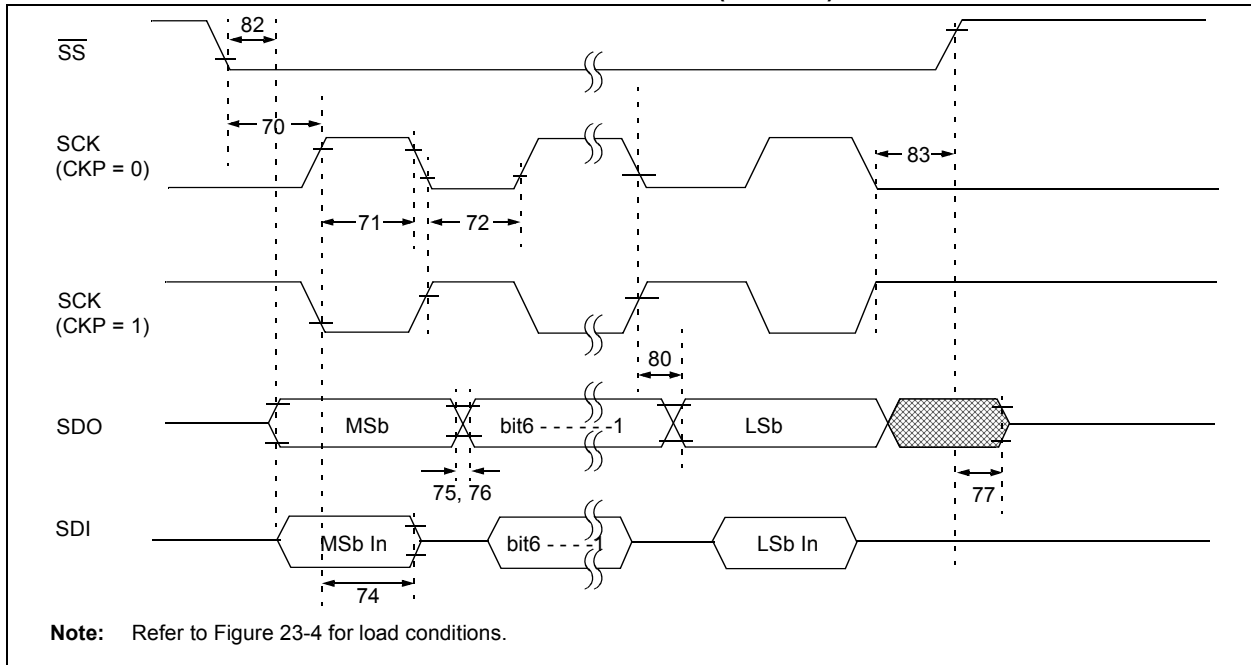 SS
82
70
SCK
(CKP = 0)
83
71
72
SCK
(CKP = 1)
80
SDO
MSb
bit6 - - - - - - -1
LSb
75, 76
77
SDI
MSb In
bit6 - - - - -1
LSb In
74
Note: Refer to Figure 23-4 for load conditions.